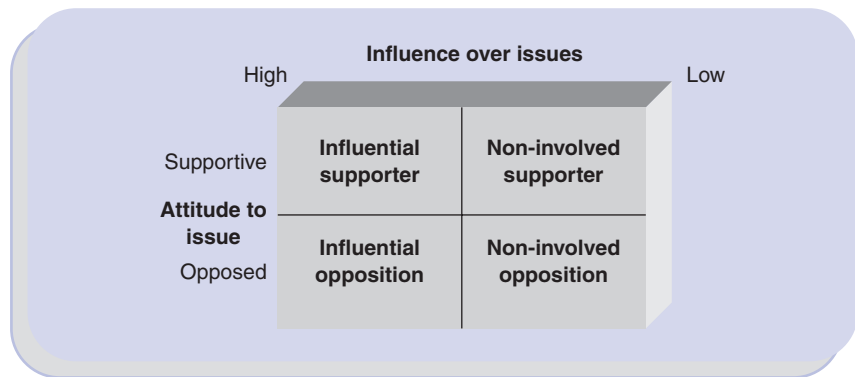 Influence over issues
High
Low
Supportive
Influential
supporter
Non-involved
supporter
Attitude to
issue
Opposed
Influential
opposition
Non-involved
opposition